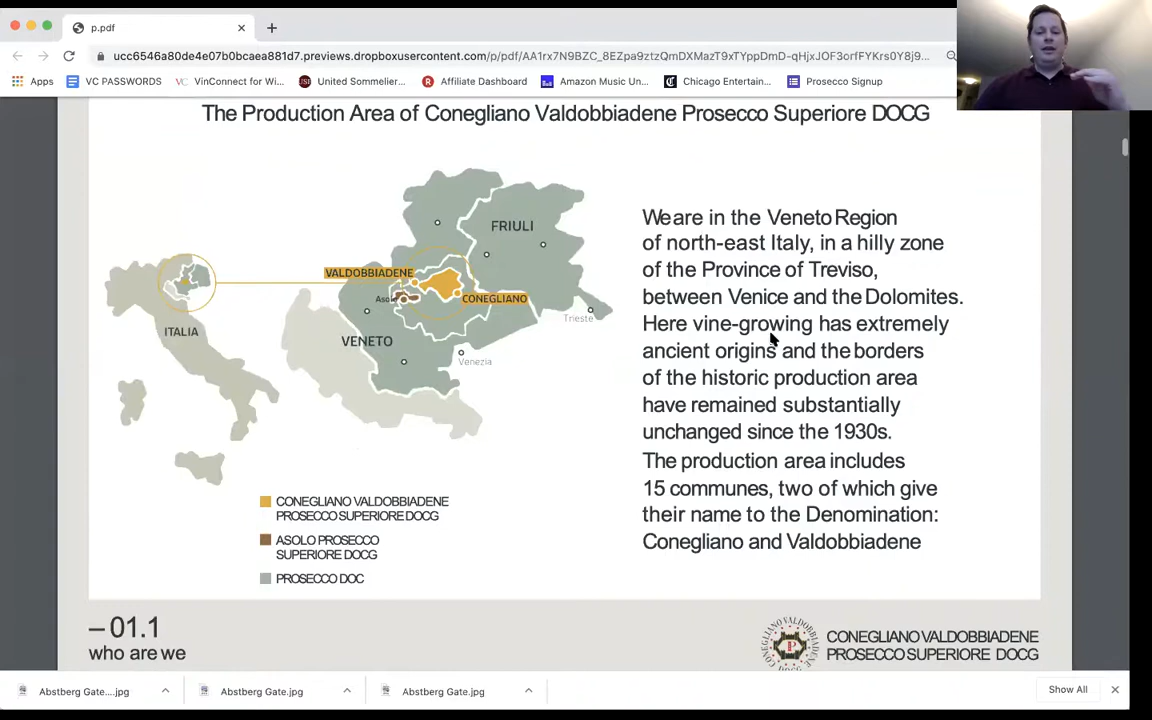 p.pdf
ucc6546a80de4e07b0bcaea881d7.previews.dropboxusercontent.com/p/pdf/AA1rx7N9BZC_8EZpa9ztzQmDXMazT9xTYppDmD-qHjxJOF3orfFYKrs0Y8j9...
Apps
VC PASSWORDS
VinConnect for Wi...
United Sommelier...
Affiliate Dashboard
Amazon Music Un...
Chicago Entertain...
Prosecco Signup
The Production Area of Conegliano Valdobbiadene Prosecco Superiore DOCG
FRIULI
VALDOBBIADENE
CONEGLIANO
Trieste
ITALIA
VENETO
Venezia
We are in the Veneto Region
of north-east Italy, in a hilly zone
of the Province of Treviso,
between Venice and the Dolomites.
Here vine-growing has extremely
ancient origins and the borders
of the historic production area
have remained substantially
unchanged since the 1930s.
The production area includes
15 communes, two of which give
their name to the Denomination:
Conegliano and Valdobbiadene
CONEGLIANO VALDOBBIADENE
PROSECCO SUPERIORE DOCG
ASOLO PROSECCO
SUPERIORE DOCG
PROSECCO DOC
– 01.1
who are we
CONEGLIANO VALDOBBIADENE
PROSECCO SUPERIORE DOCG
Abstberg Gate....jpg
Abstberg Gate.jpg
Abstberg Gate.jpg
Show All